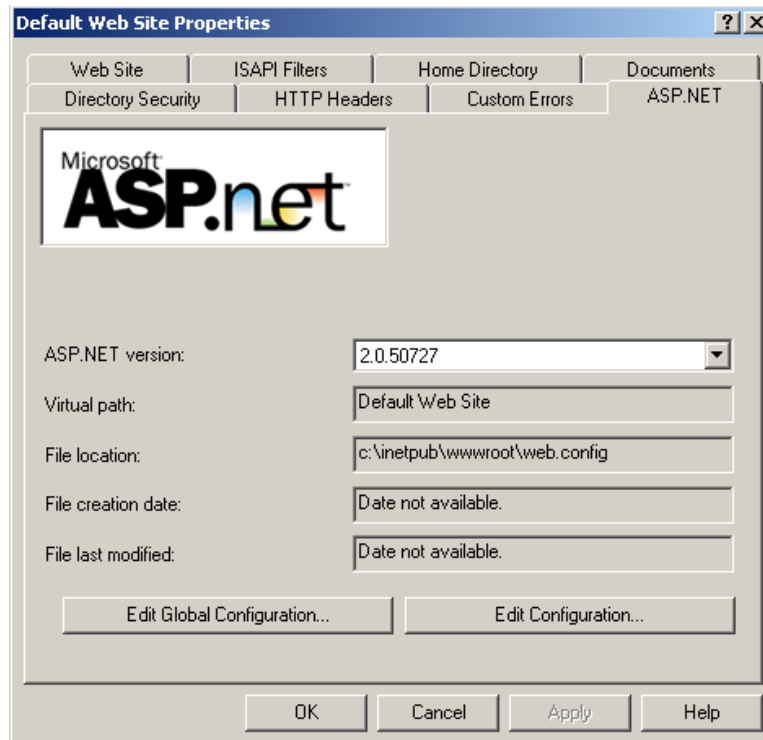 Default Web Site Properties
Web Site ISAPI Filters Home Directory Documents
Directory Security HTTP Headers Custom Errors ASP.NET
Microsoft
ASP.net
ASP.NET version: 2.0.50727
Virtual path: Default Web Site
File location: c:\inetpub\wwwroot\web.config
File creation date: Date not available.
File last modified: Date not available.
Edit Global Configuration... Edit Configuration...
OK Cancel Apply Help